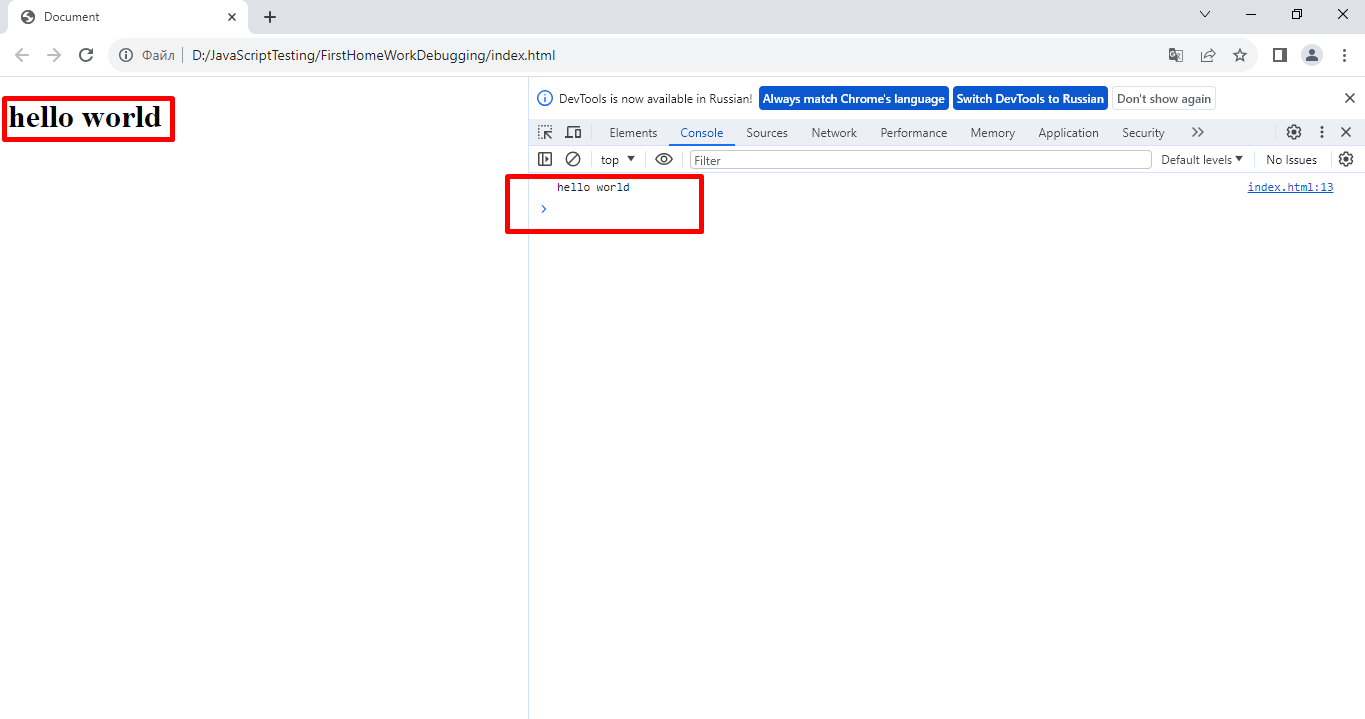 Document
Файл D:/JavaScriptTesting/FirstHomeWorkDebugging/index.html
hello world
DevTools is now available in Russian! Always match Chrome's language Switch DevTools to Russian Don't show again
Elements Console Sources Network Performance Memory Application Security
top Filter Default levels No Issues
hello world index.html:13